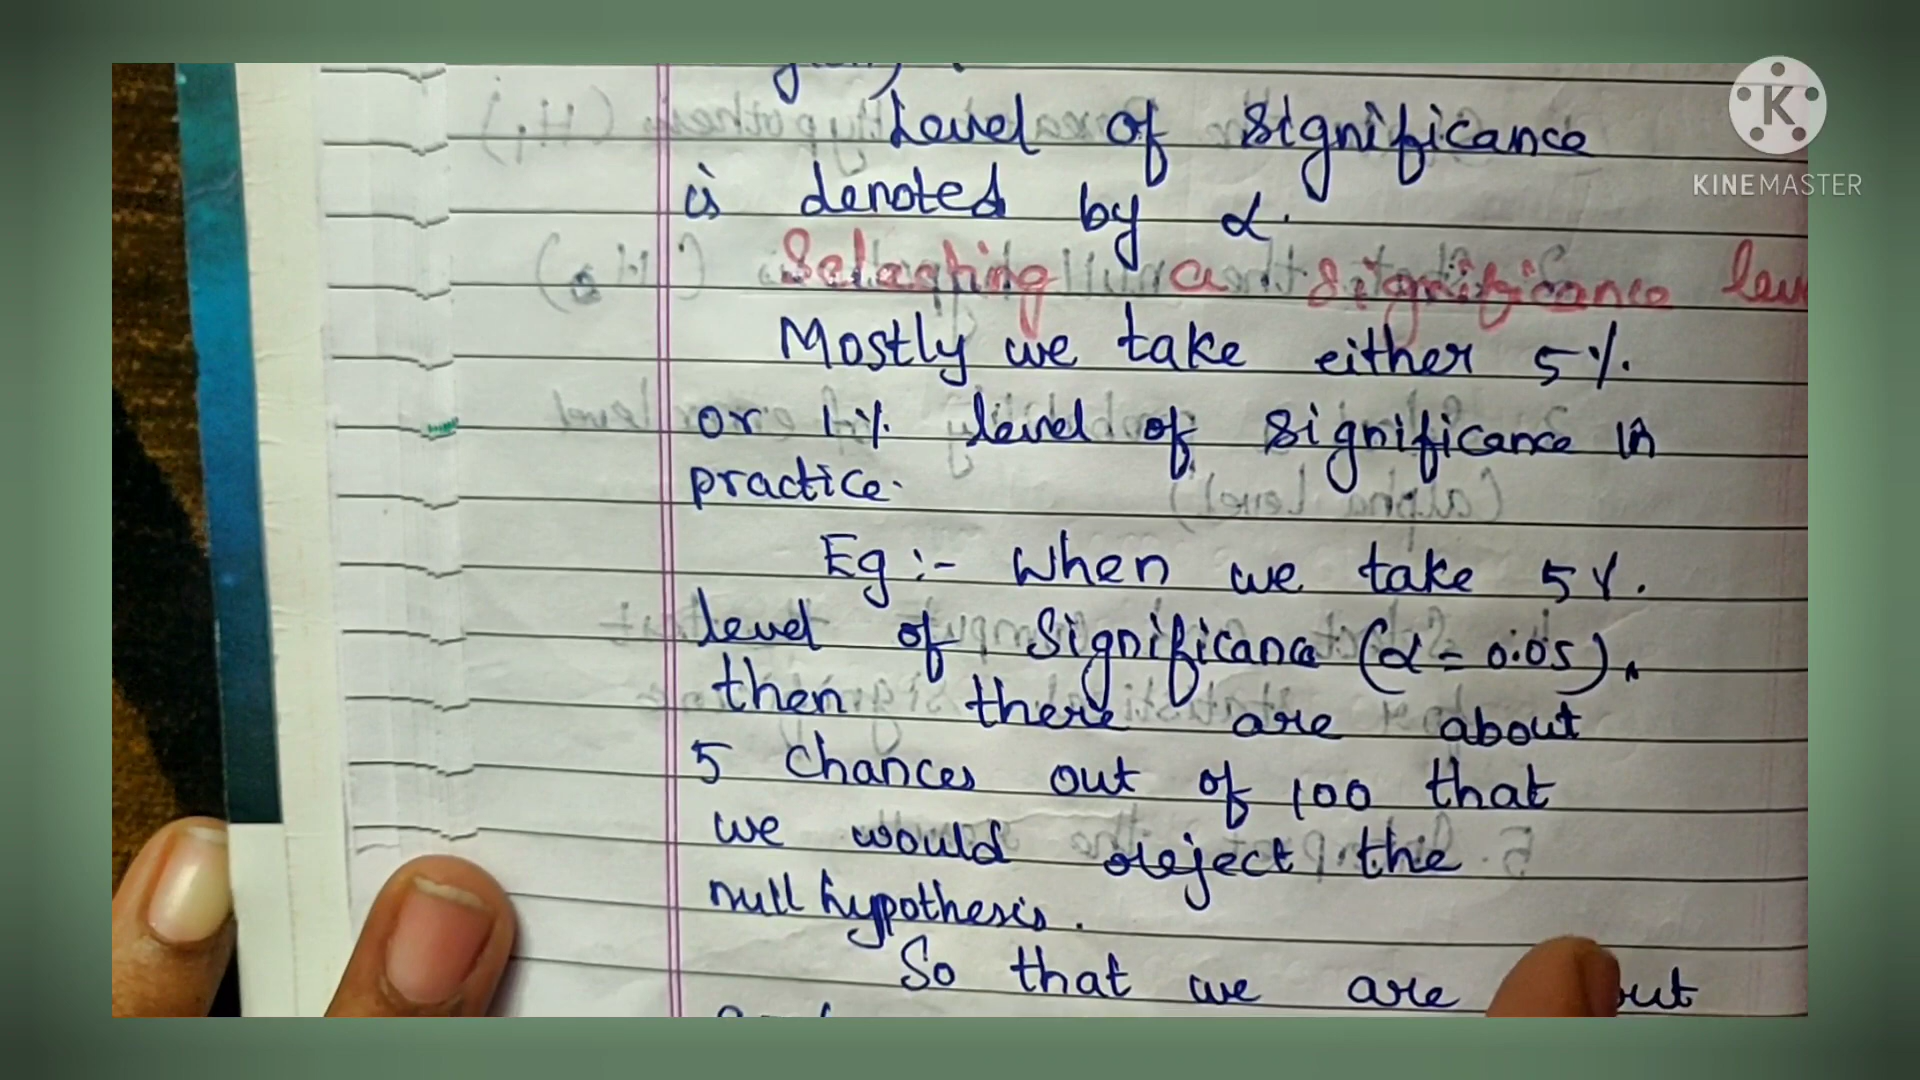 Level of significance
is denoted by α.
Selecting a significance
Mostly we take either 5%.
or 1% level of significance in
practice.
Eg :- When we take 5%.
level of Significance (α = 0.05).
then there are about
5 chances out of 100 that
we would reject the
null hypothesis.
So that we are
KINEMASTER